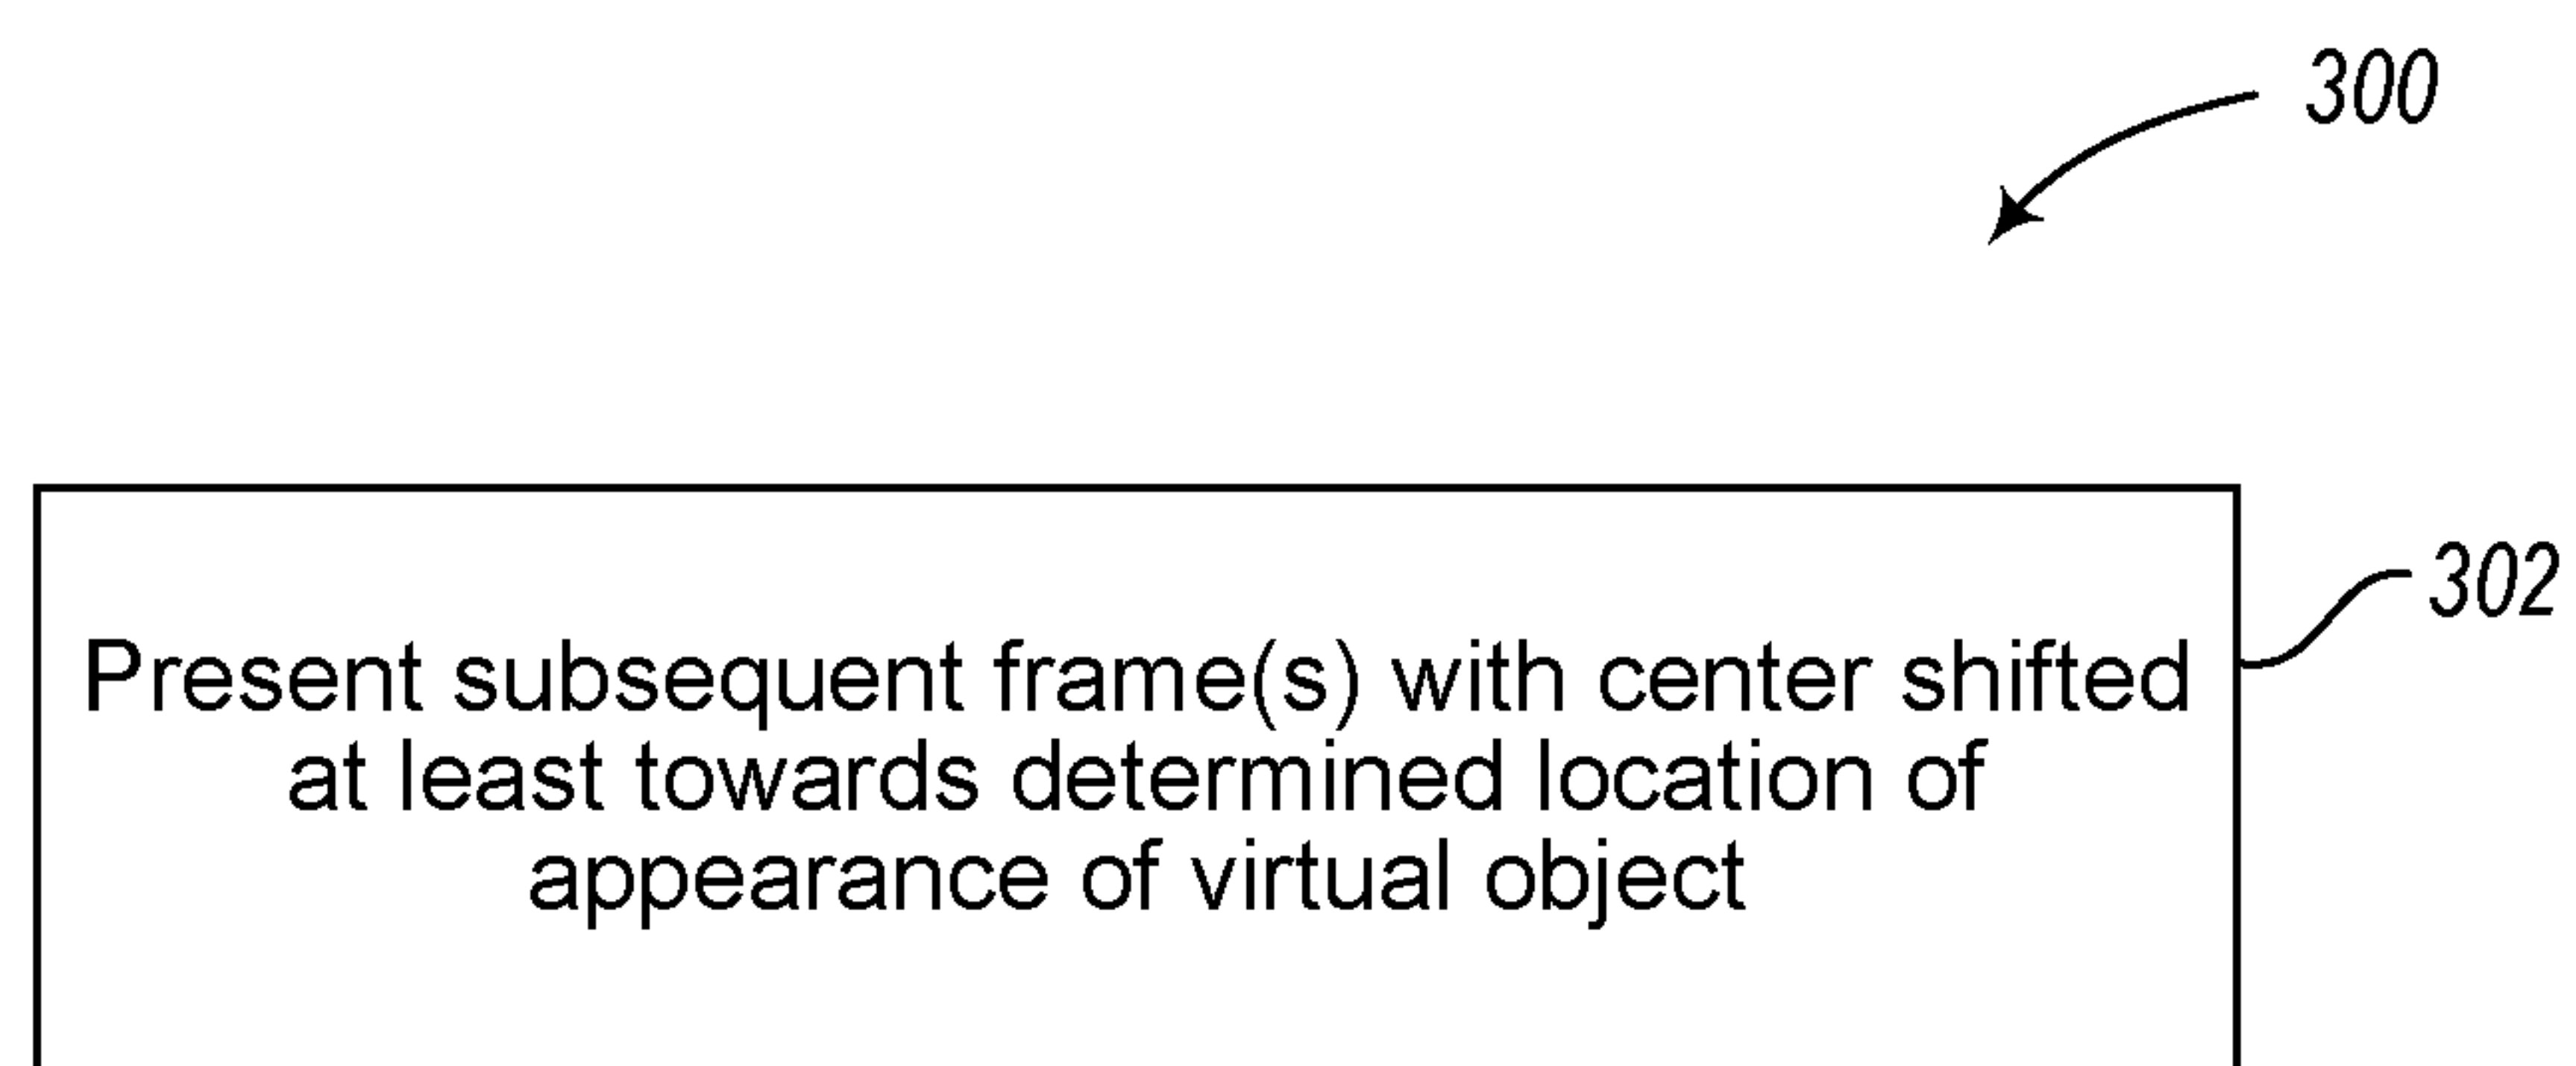 300
302
Present subsequent frame(s) with center shifted
at least towards determined location of
appearance of virtual object